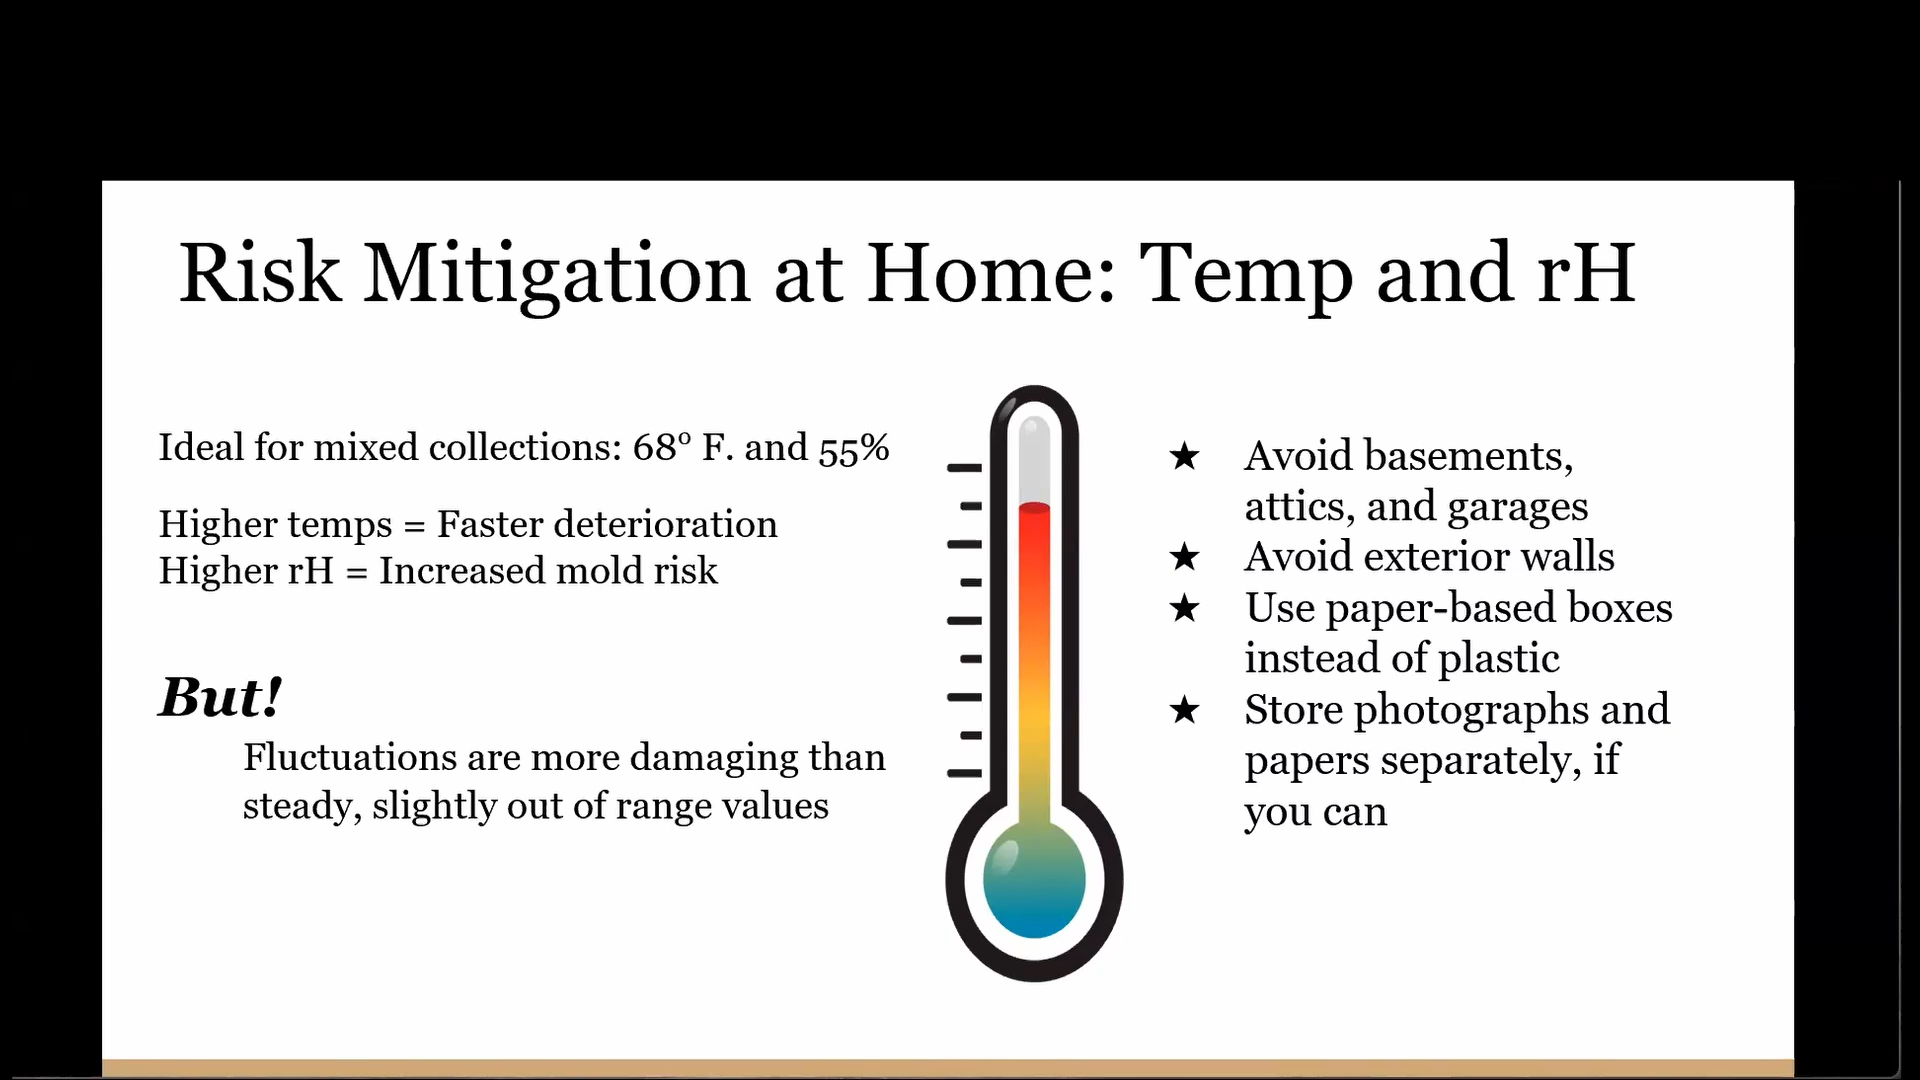 Risk Mitigation at Home: Temp and rH
Ideal for mixed collections: 68° F. and 55%
Higher temps = Faster deterioration
Higher rH = Increased mold risk
But!
Fluctuations are more damaging than
steady, slightly out of range values
★ Avoid basements,
attics, and garages
★ Avoid exterior walls
★ Use paper-based boxes
instead of plastic
★ Store photographs and
papers separately, if
you can